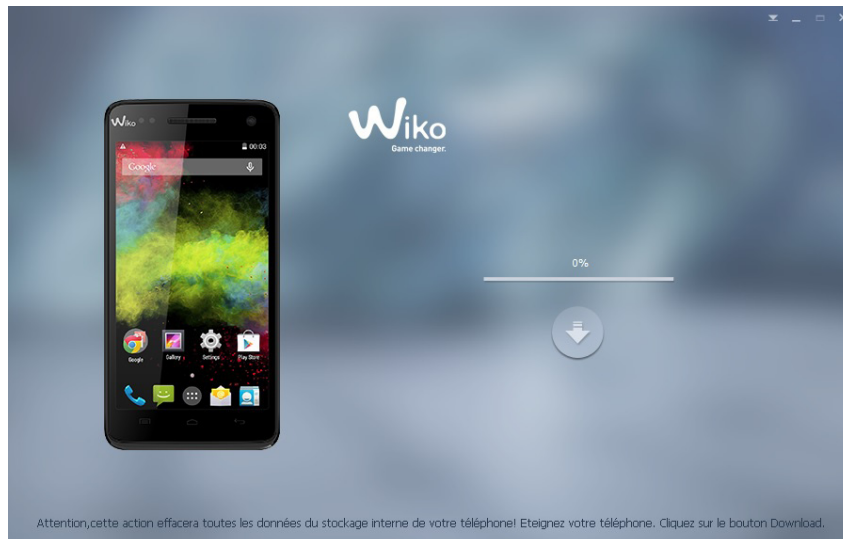 Wiko
Game changer.
Wiko
00:03
Google
0%
Google
Gallery
Settings
Play Store
Attention,cette action effacera toutes les données du stockage interne de votre téléphone! Eteignez votre téléphone. Cliquez sur le bouton Download.